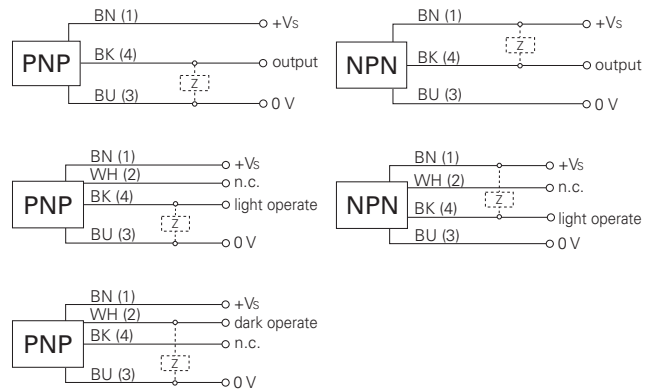 BN (1) +Vs
PNP BK (4) output
Z
BU (3) 0 V
BN (1) +Vs
Z
NPN BK (4) output
BU (3) 0 V
BN (1) +Vs
WH (2) n.c.
PNP BK (4) light operate
Z
BU (3) 0 V
BN (1) +Vs
WH (2) n.c.
Z
NPN BK (4) light operate
BU (3) 0 V
BN (1) +Vs
WH (2) dark operate
PNP BK (4) n.c.
Z
BU (3) 0 V